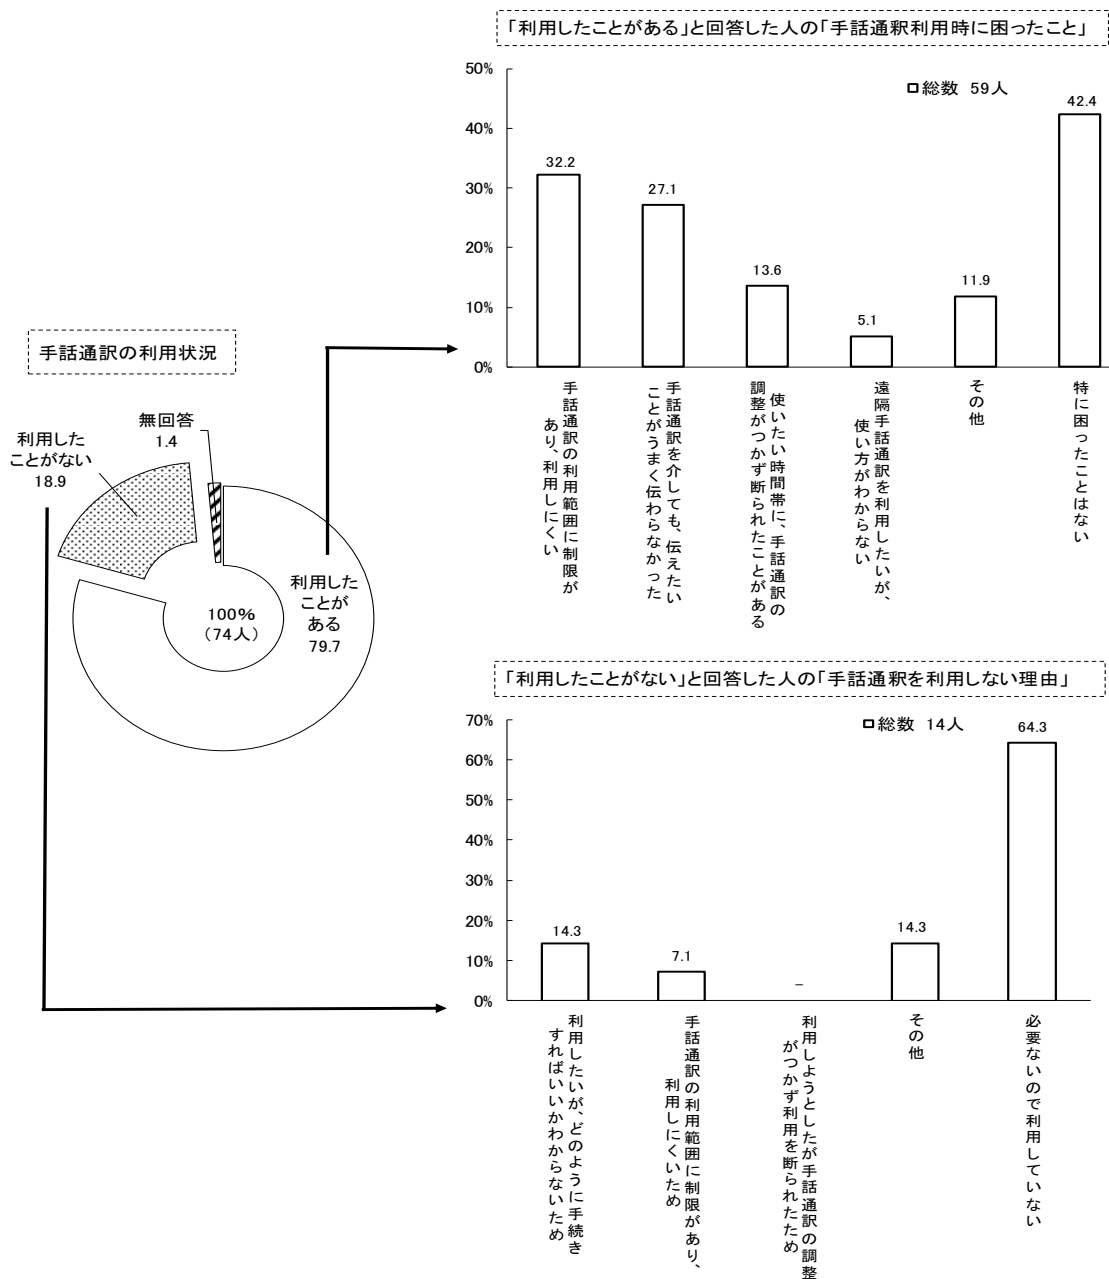 「利用したことがある」と回答した人の「手話通釈利用時に困ったこと」
50%
40%
30%
20%
10%
0%
総数 59人
32.2
27.1
13.6
5.1
11.9
42.4
手話通訳の利用範囲に制限が
あり、利用しにくい
手話通訳を介しても、伝えたい
ことがうまく伝わらなかった
使いたい時間帯に、手話通訳の
調整がつかず断られたことがある
遠隔手話通訳を利用したいが、
使い方がわからない
その他
特に困ったことはない
手話通訳の利用状況
無回答
1.4
利用した
ことがない
18.9
利用した
ことが
ある
79.7
100%
(74人)
「利用したことがない」と回答した人の「手話通釈を利用しない理由」
70%
60%
50%
40%
30%
20%
10%
0%
総数 14人
14.3
7.1
–
14.3
64.3
利用したいが、どのように手続き
すればいいかわからないため
手話通訳の利用範囲に制限があり、
利用しにくいため
利用しようとしたが手話通訳の調整
がつかず利用を断られたため
その他
必要ないので利用していない